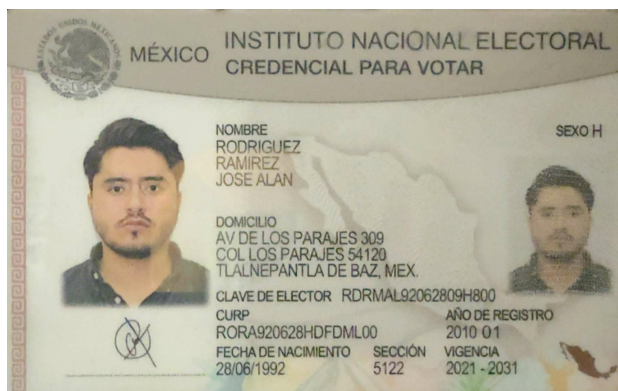 MÉXICO INSTITUTO NACIONAL ELECTORAL
CREDENCIAL PARA VOTAR
NOMBRE
SEXO H
RODRIGUEZ
RAMIREZ
JOSE ALAN
DOMICILIO
AV DE LOS PARAJES 309
COL LOS PARAJES 54120
TLALNEPANTLA DE BAZ, MEX.
CLAVE DE ELECTOR RDRMAL92062809H800
CURP
AÑO DE REGISTRO
RORA920628HDFDML00
2010 01
FECHA DE NACIMIENTO SECCIÓN VIGENCIA
28/06/1992 5122 2021 - 2031